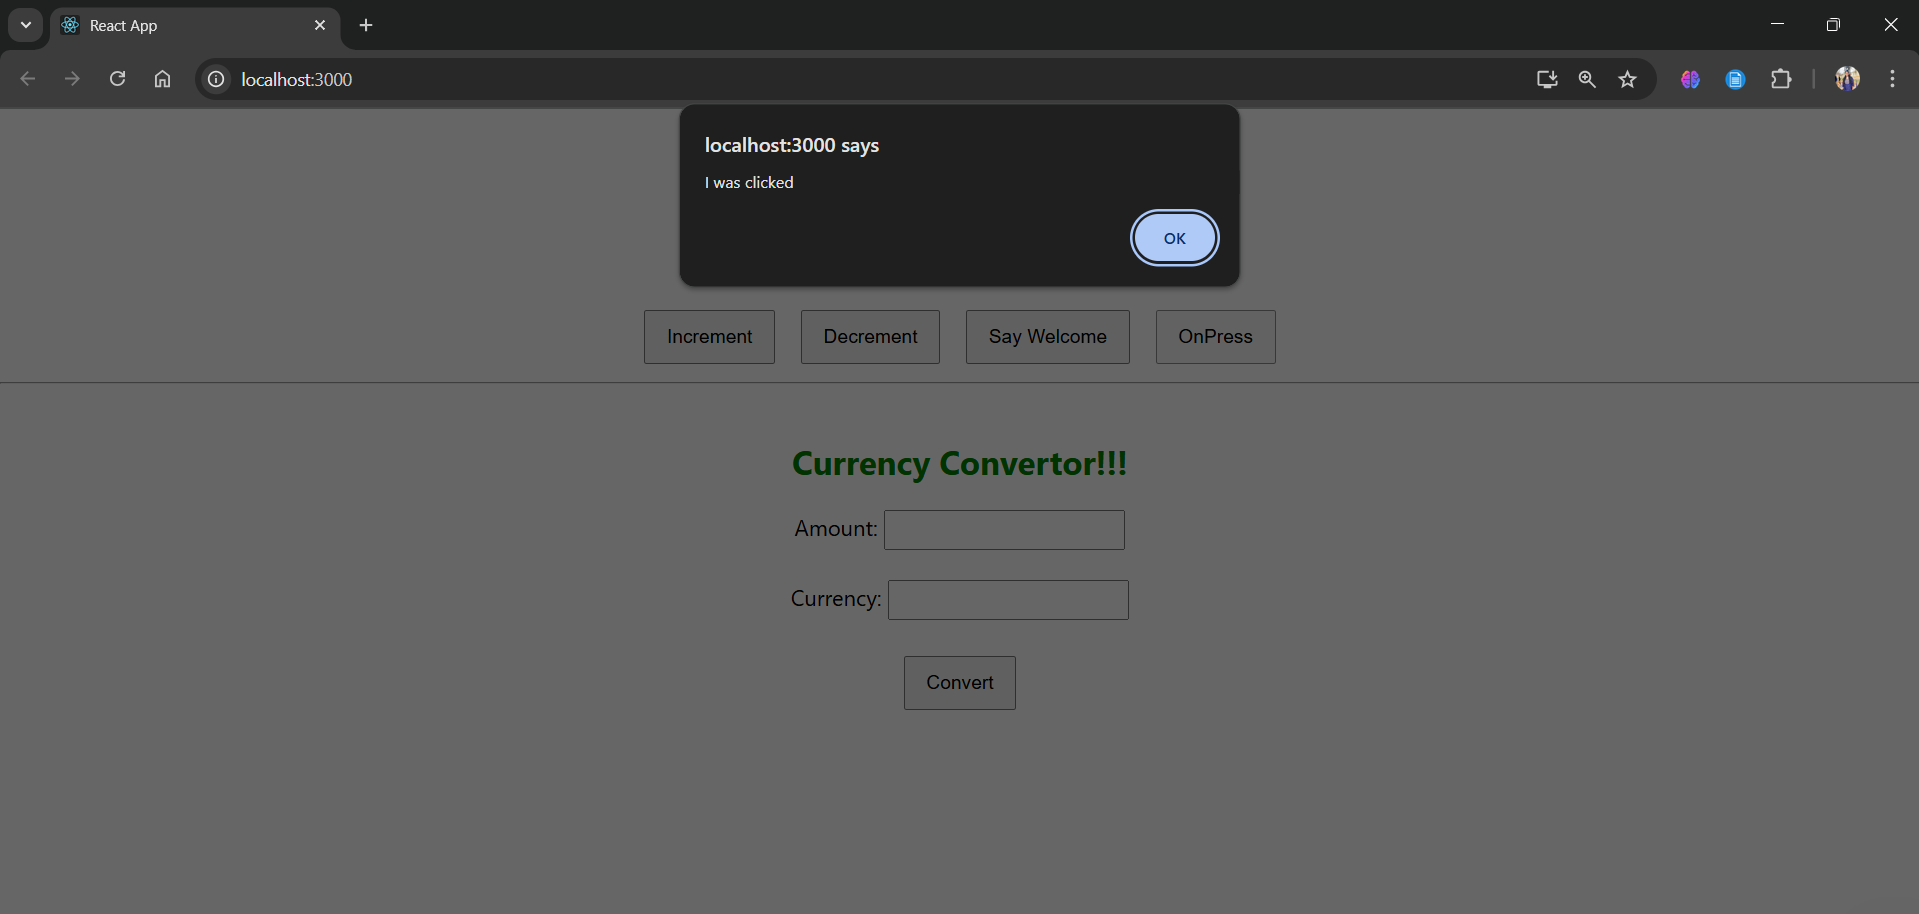 React App
localhost:3000
localhost:3000 says
I was clicked
OK
Increment Decrement Say Welcome OnPress
Currency Convertor!!!
Amount:
Currency:
Convert